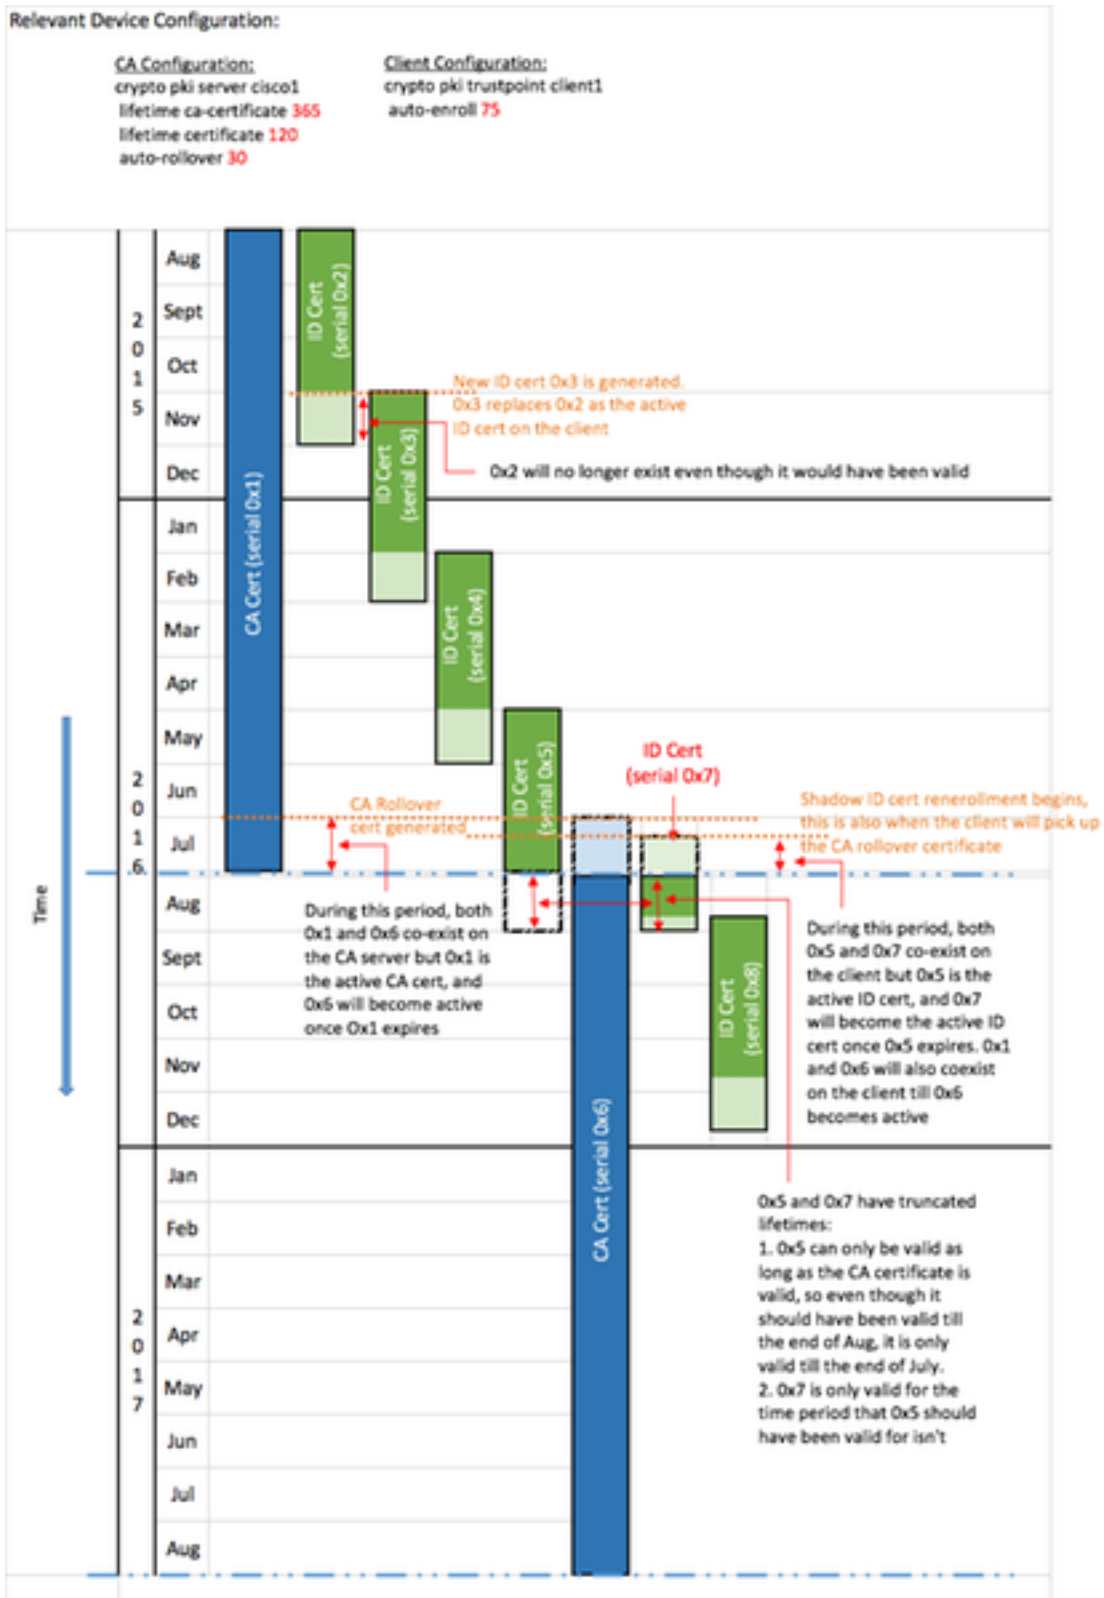 Relevant Device Configuration:
CA Configuration:
crypto pki server cisco1
lifetime ca-certificate 365
lifetime certificate 120
auto-rollover 30
Client Configuration:
crypto pki trustpoint client1
auto-enroll 75
Time
2015
Aug
Sept
Oct
Nov
Dec
2016
Jan
Feb
Mar
Apr
May
Jun
Jul
Aug
Sept
Oct
Nov
Dec
2017
Jan
Feb
Mar
Apr
May
Jun
Jul
Aug
CA Cert (serial 0x1)
ID Cert
(serial 0x2)
ID Cert
(serial 0x3)
ID Cert
(serial 0x4)
ID Cert
(serial 0x5)
CA Cert (serial 0x6)
ID Cert
(serial 0x7)
ID Cert
(serial 0x8)
New ID cert 0x3 is generated.
0x3 replaces 0x2 as the active
ID cert on the client
0x2 will no longer exist even though it would have been valid
CA Rollover
cert generated
Shadow ID cert renerollment begins,
this is also when the client will pick up
the CA rollover certificate
During this period, both
0x1 and 0x6 co-exist on
the CA server but 0x1 is
the active CA cert, and
0x6 will become active
once Ox1 expires
During this period, both
0x5 and 0x7 co-exist on
the client but 0x5 is the
active ID cert, and 0x7
will become the active ID
cert once 0x5 expires. 0x1
and 0x6 will also coexist
on the client till 0x6
becomes active
0x5 and 0x7 have truncated
lifetimes:
1. 0x5 can only be valid as
long as the CA certificate is
valid, so even though it
should have been valid till
the end of Aug, it is only
valid till the end of July.
2. 0x7 is only valid for the
time period that 0x5 should
have been valid for isn't